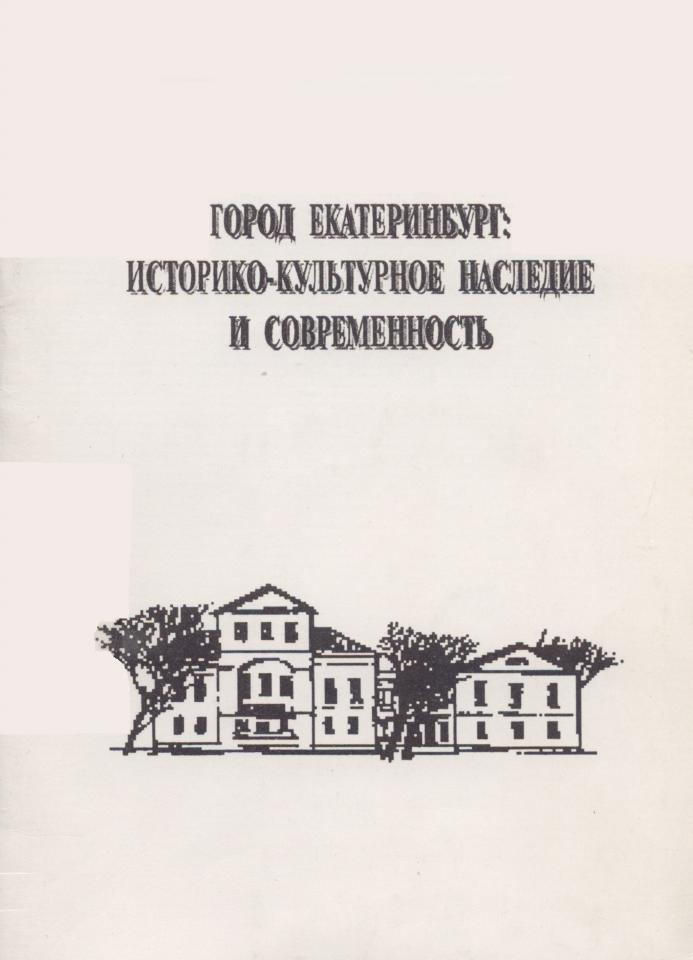 ГОРОД ЕКАТЕРИНБУРГ:
ИСТОРИКО-КУЛЬТУРНОЕ НАСЛЕДИЕ
И СОВРЕМЕННОСТЬ